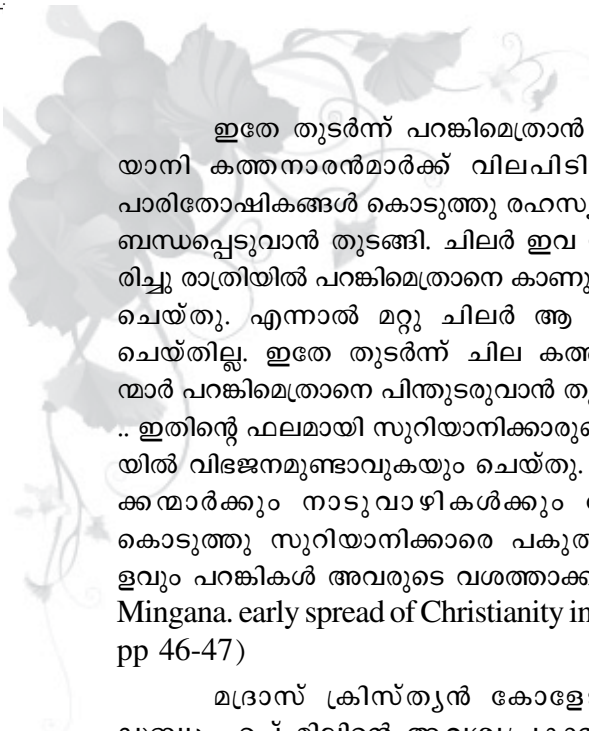 ഇതേ തുടർന്ന് പറങ്കിമെത്രാൻ
യാനി കത്തനാരൻമാർക്ക് വിലപിടി
പാരിതോഷികങ്ങൾ കൊടുത്തു രഹസ്യ
ബന്ധപ്പെടുവാൻ തുടങ്ങി. ചിലർ ഇവ
രിച്ചു രാത്രിയിൽ പറങ്കിമെത്രാനെ കാണു
ചെയ്തു. എന്നാൽ മറ്റു ചിലർ ആ
ചെയ്തില്ല. ഇതേ തുടർന്ന് ചില കത്ത
ന്മാർ പറങ്കിമെത്രാനെ പിന്തുടരുവാൻ തു
.. ഇതിന്റെ ഫലമായി സുറിയാനിക്കാരു
യിൽ വിഭജനമുണ്ടാവുകയും ചെയ്തു.
ക്കന്മാർക്കും നാടുവാഴികൾക്കും
കൊടുത്തു സുറിയാനിക്കാരെ പകുത
ളവും പറങ്കികൾ അവരുടെ വശത്താക്ക
Mingana. early spread of Christianity in
pp 46-47)
മദ്രാസ് ക്രിസ്ത്യൻ കോളേ